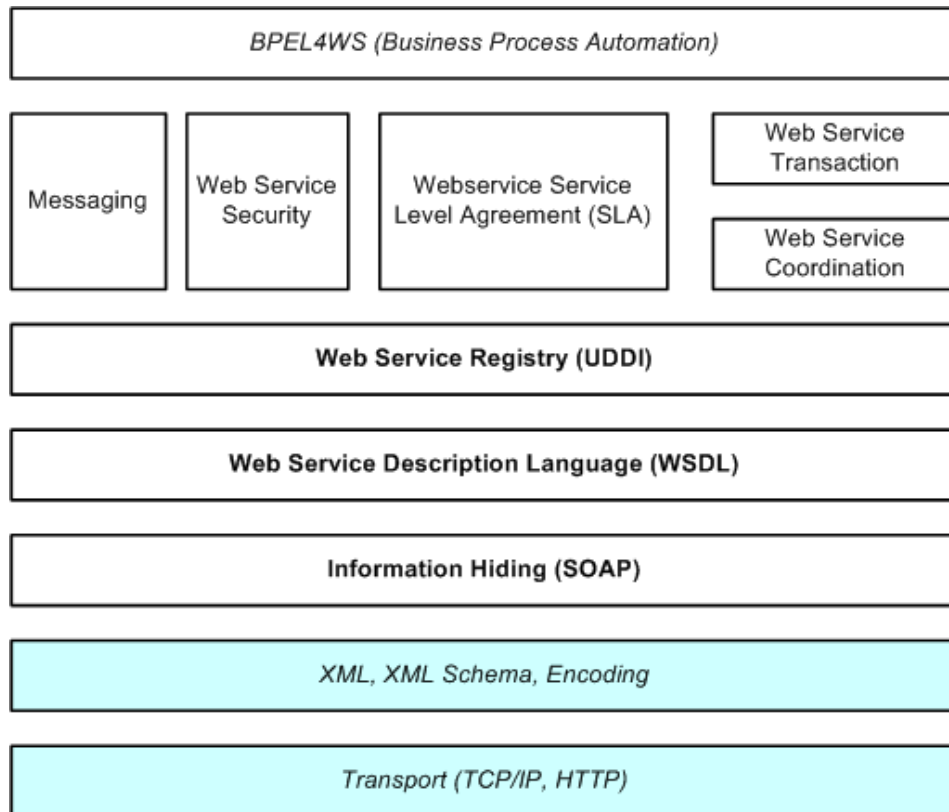 BPEL4WS (Business Process Automation)
Messaging
Web Service
Security
Webservice Service
Level Agreement (SLA)
Web Service
Transaction
Web Service
Coordination
Web Service Registry (UDDI)
Web Service Description Language (WSDL)
Information Hiding (SOAP)
XML, XML Schema, Encoding
Transport (TCP/IP, HTTP)